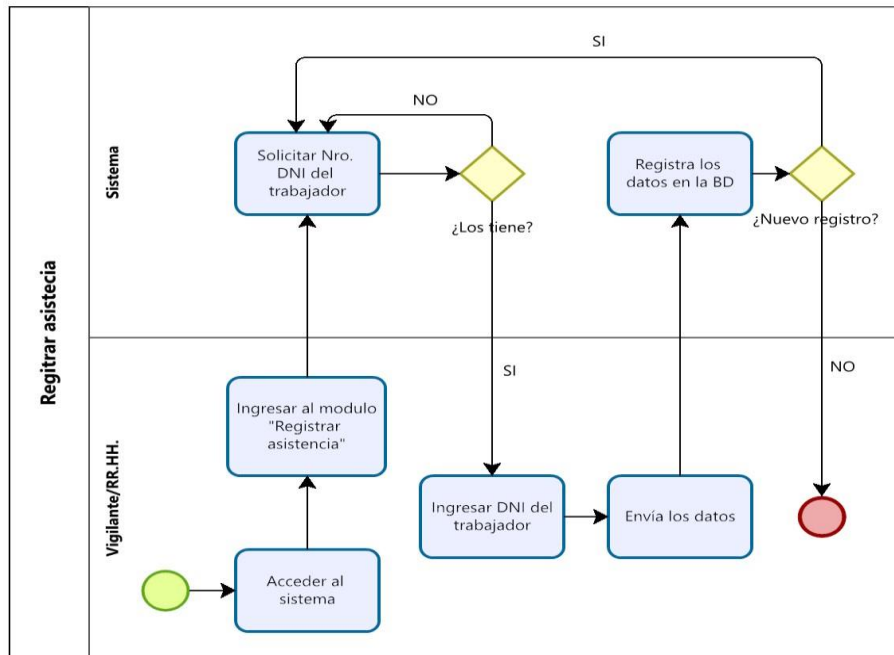 Regitrar asistecia
Sistema
SI
NO
Solicitar Nro.
DNI del
trabajador
¿Los tiene?
Registra los
datos en la BD
¿Nuevo registro?
Vigilante/RR.HH.
Ingresar al modulo
"Registrar
asistencia"
SI
NO
Ingresar DNI del
trabajador
Envía los datos
Acceder al
sistema